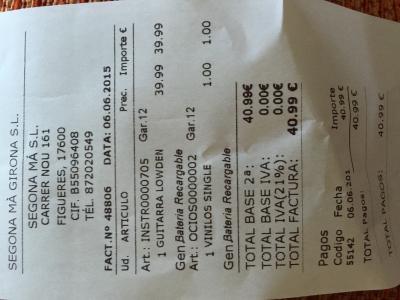 SEGONA MÀ GIRONA S.L.
SEGONA MÀ S.L.
CARRER NOU 161
FIGUERES, 17600
CIF. B55096408
TÉL. 872020549
FACT.Nº 48806 DATA: 06.06.2015
Ud. ARTICULO Prec. Importe €
Art.: INSTR0000705 Gar.12
1 GUITARRA LOWDEN 39.99 39.99
Gen Bateria Recargable
Art.: OCIOS0000002 Gar.12
1 VINILOS SINGLE 1.00 1.00
Gen Bateria Recargable
TOTAL BASE 2ª: 40.99€
TOTAL BASE IVA: 0.00€
TOTAL IVA(21%): 0.00€
TOTAL FACTURA: 40.99 €
Pagos
Codigo Fecha Importe
55142 06.06.201 40.99 €
TOTAL Pagos: 40.99€
TOTAL PAGOS: 40.99 €